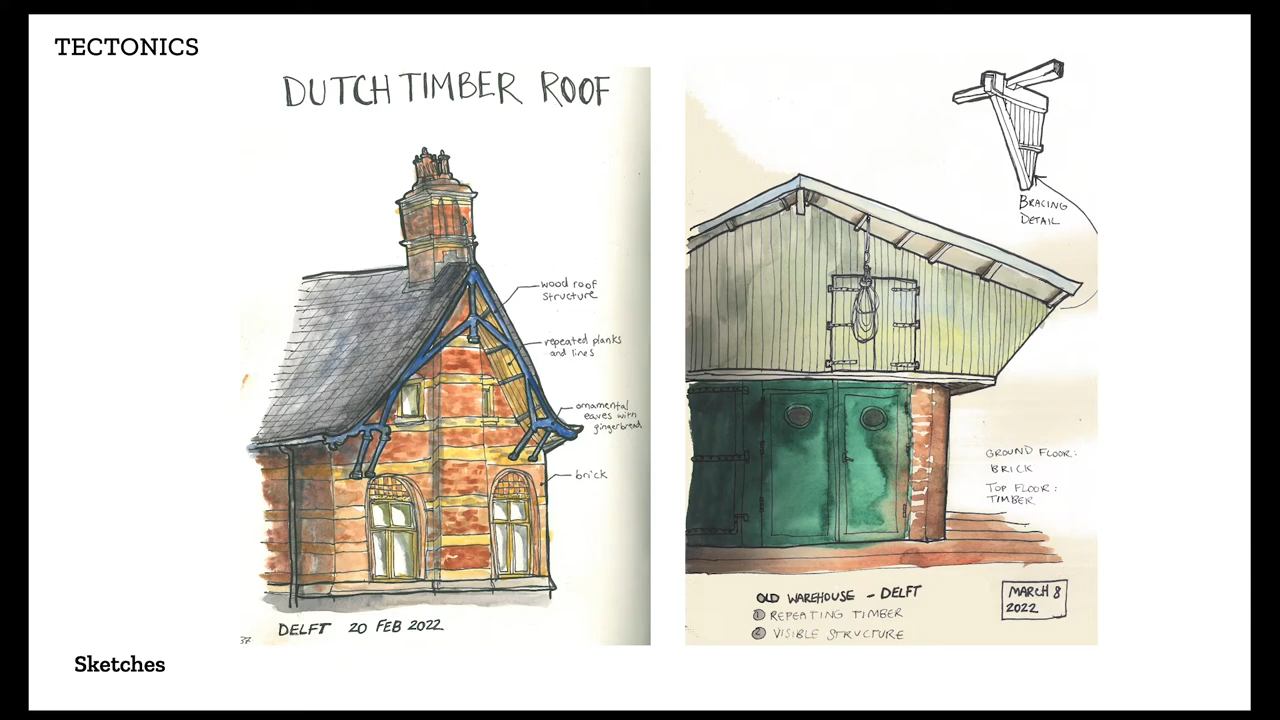 TECTONICS
DUTCH TIMBER ROOF
wood roof
structure
repeated planks
and lines
ornamental
eaves with
gingerbread
brick
DELFT 20 FEB 2022
37
BRACING
DETAIL
GROUND FLOOR:
BRICK
TOP FLOOR:
TIMBER
OLD WAREHOUSE - DELFT
1 REPEATING TIMBER
2 VISIBLE STRUCTURE
MARCH 8
2022
Sketches